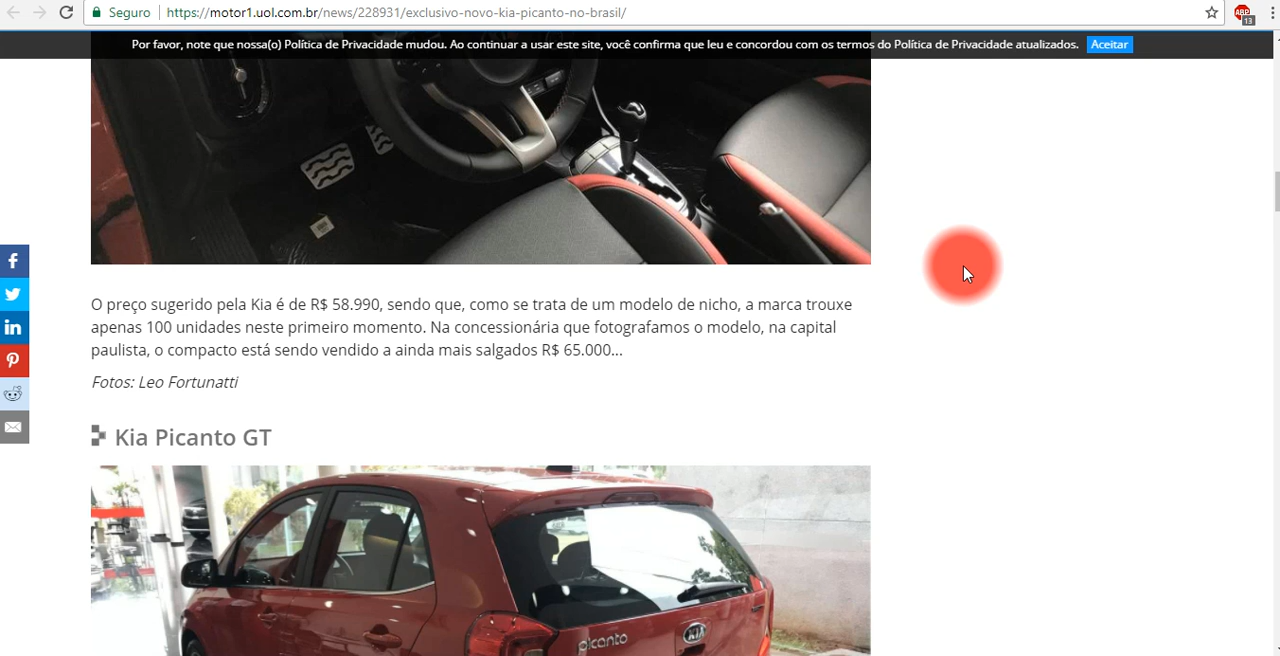 Seguro
https://motor1.uol.com.br/news/228931/exclusivo-novo-kia-picanto-no-brasil/
ABP
13
Por favor, note que nossa(o) Política de Privacidade mudou. Ao continuar a usar este site, você confirma que leu e concordou com os termos do Política de Privacidade atualizados. Aceitar
O preço sugerido pela Kia é de R$ 58.990, sendo que, como se trata de um modelo de nicho, a marca trouxe
apenas 100 unidades neste primeiro momento. Na concessionária que fotografamos o modelo, na capital
paulista, o compacto está sendo vendido a ainda mais salgados R$ 65.000...
Fotos: Leo Fortunatti
Kia Picanto GT
picanto
KIA